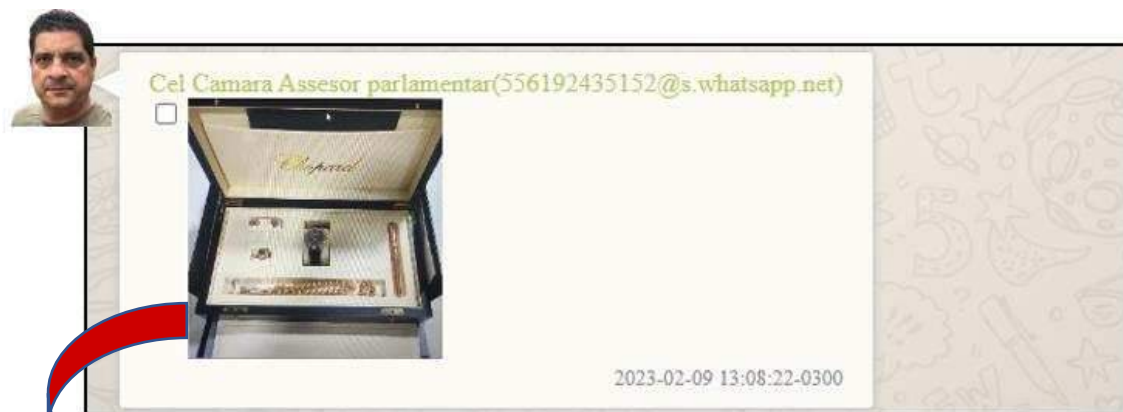 Cel Camara Assesor parlamentar(556192435152@s.whatsapp.net)
Chopard
2023-02-09 13:08:22-0300